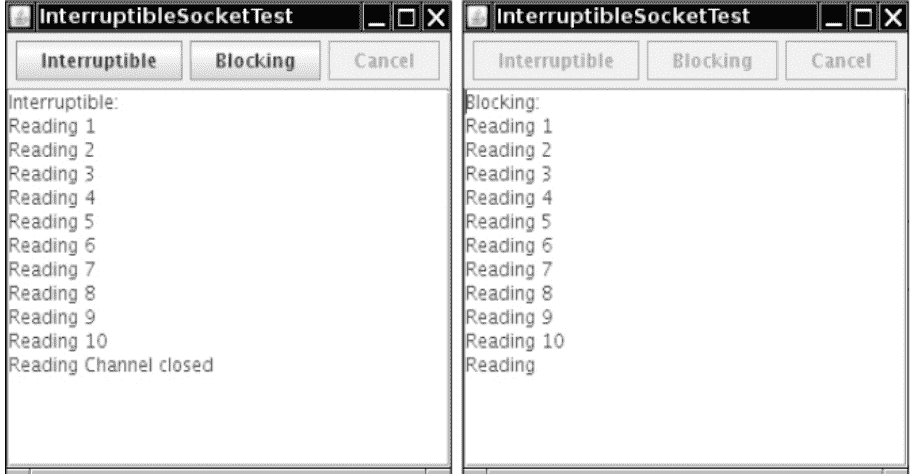 InterruptibleSocketTest
Interruptible Blocking Cancel
Interruptible:
Reading 1
Reading 2
Reading 3
Reading 4
Reading 5
Reading 6
Reading 7
Reading 8
Reading 9
Reading 10
Reading Channel closed
InterruptibleSocketTest
Interruptible Blocking Cancel
Blocking:
Reading 1
Reading 2
Reading 3
Reading 4
Reading 5
Reading 6
Reading 7
Reading 8
Reading 9
Reading 10
Reading